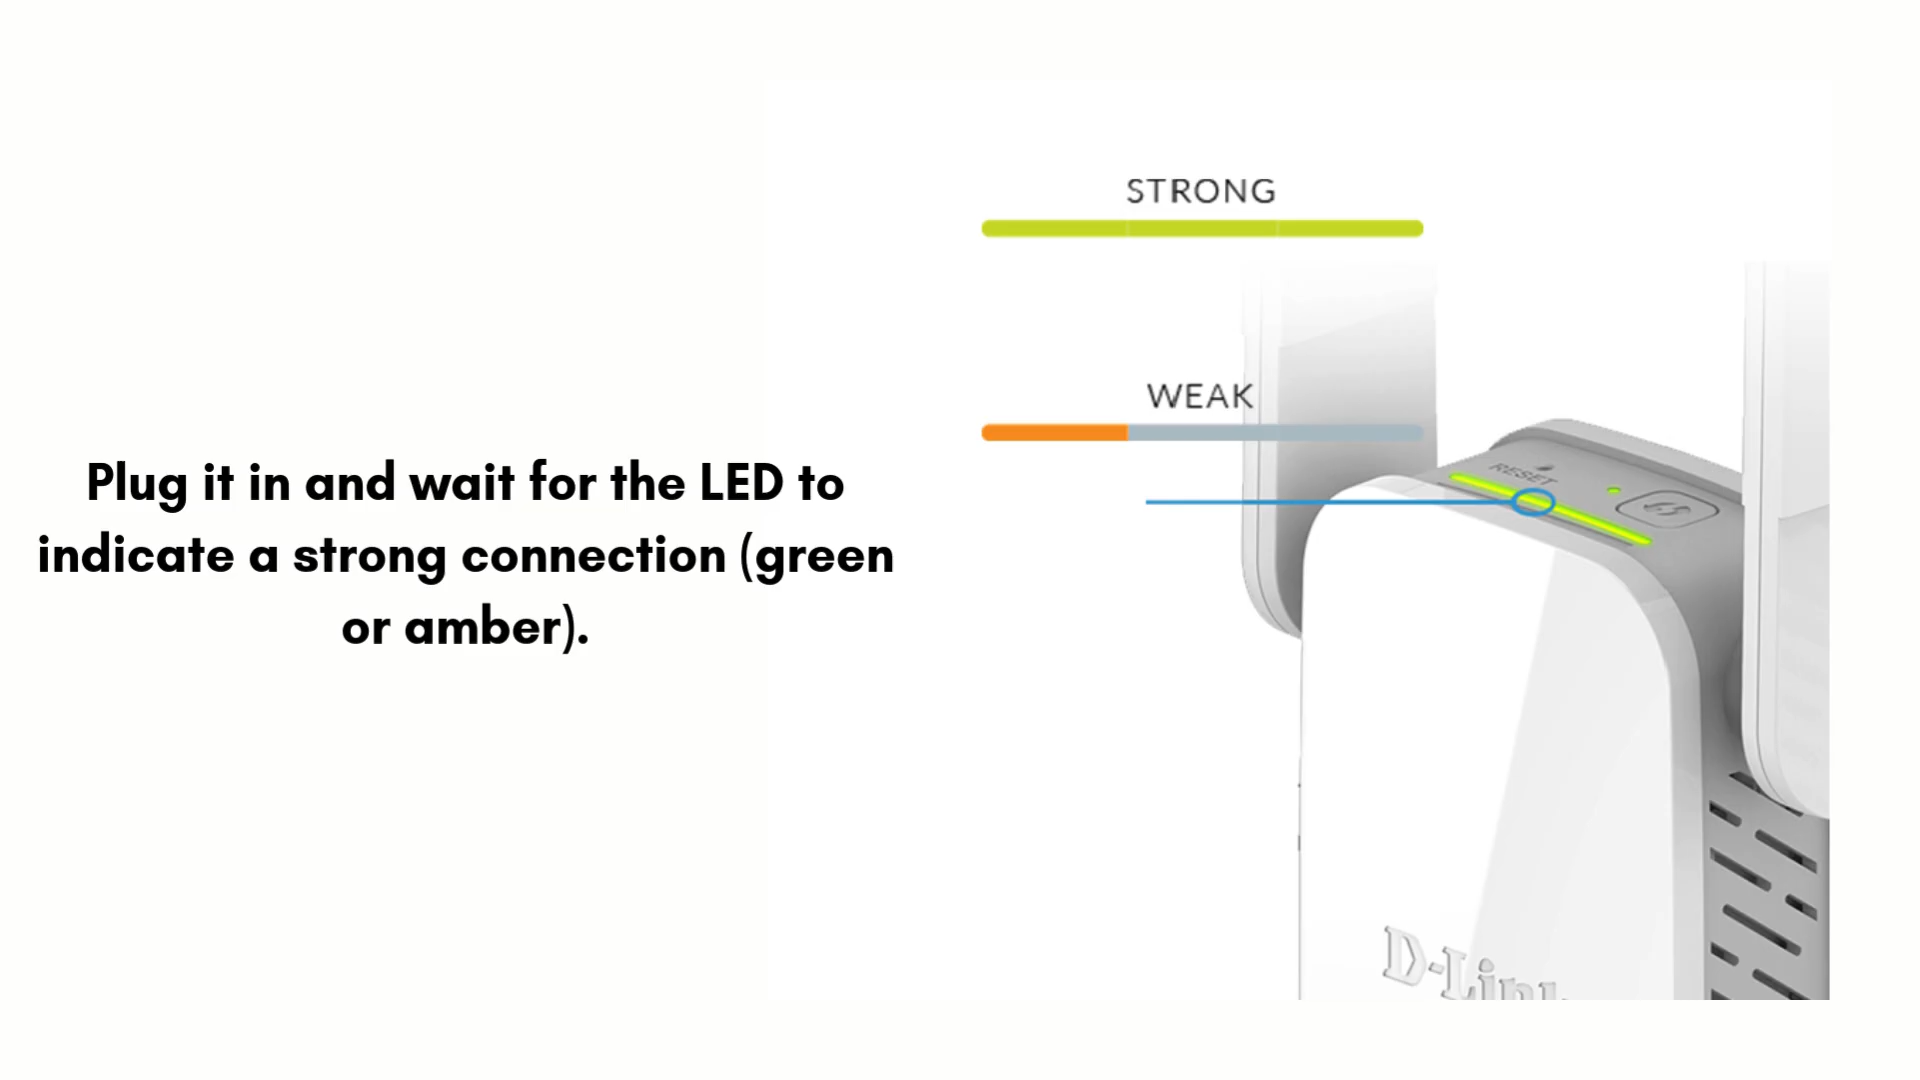 STRONG
WEAK
RESET
Plug it in and wait for the LED to
indicate a strong connection (green
or amber).
D-Link